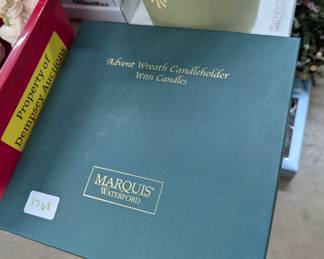 Property of
Dempsey Auctions
Advent Wreath Candleholder
With Candles
MARQUIS®
WATERFORD
1768